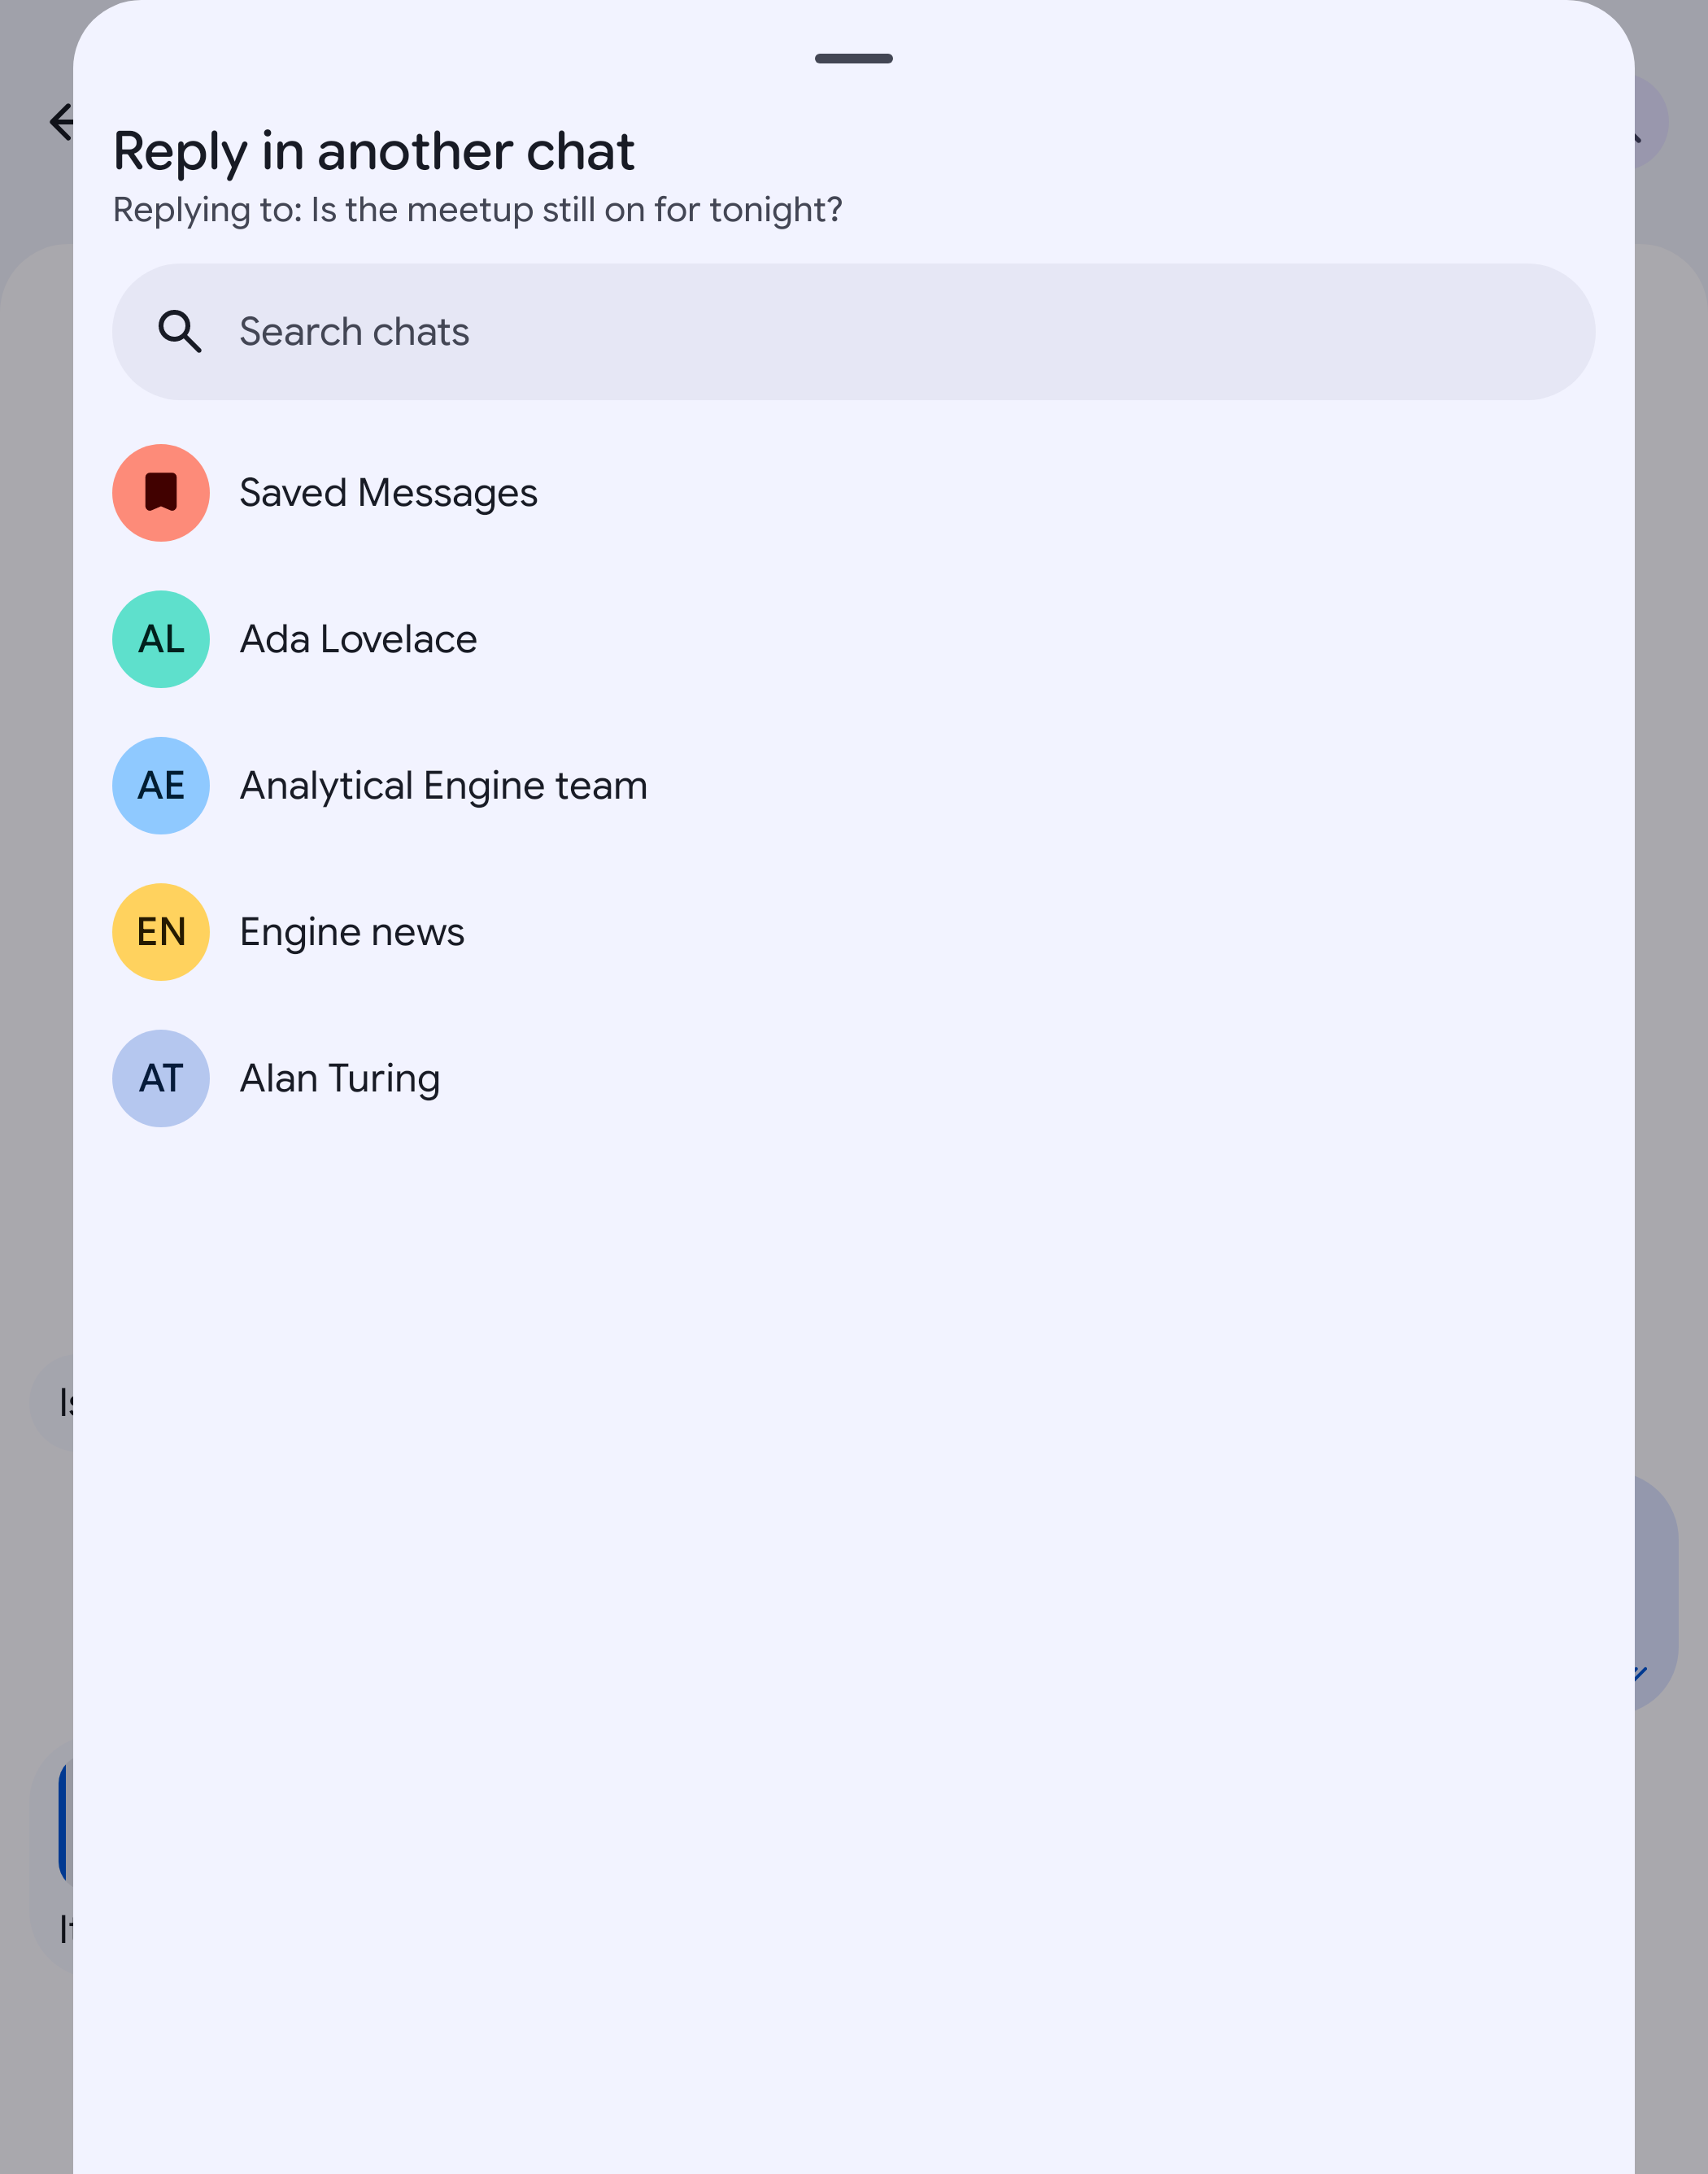 Reply in another chat
Replying to: Is the meetup still on for tonight?
Search chats
Saved Messages
AL Ada Lovelace
AE Analytical Engine team
EN Engine news
AT Alan Turing